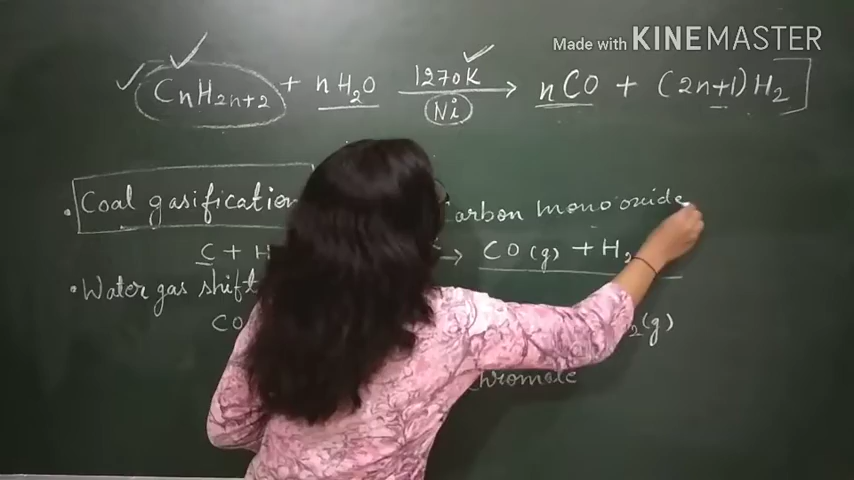 Made with KINEMASTER
CnH2n+2 + nH2O 1270K Ni → nCO + (2n+1)H2
• Coal gasification Carbon monoxide
C + H → CO(g) + H2
• Water gas shift
CO 2(g)
chromate